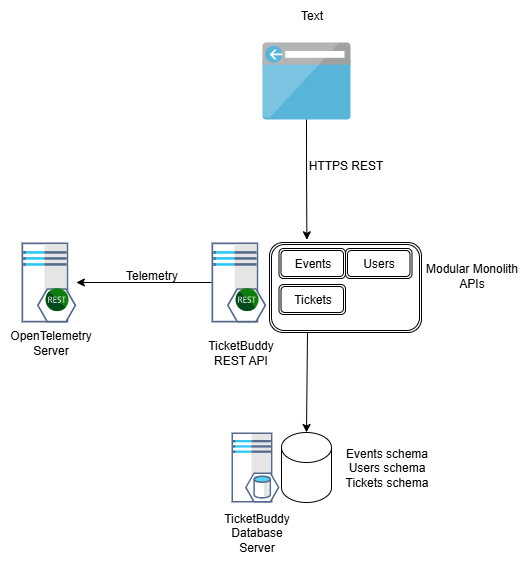 Text
HTTPS REST
Events
Users
Tickets
Modular Monolith
APIs
Telemetry
REST
REST
OpenTelemetry
Server
TicketBuddy
REST API
Events schema
Users schema
Tickets schema
TicketBuddy
Database
Server